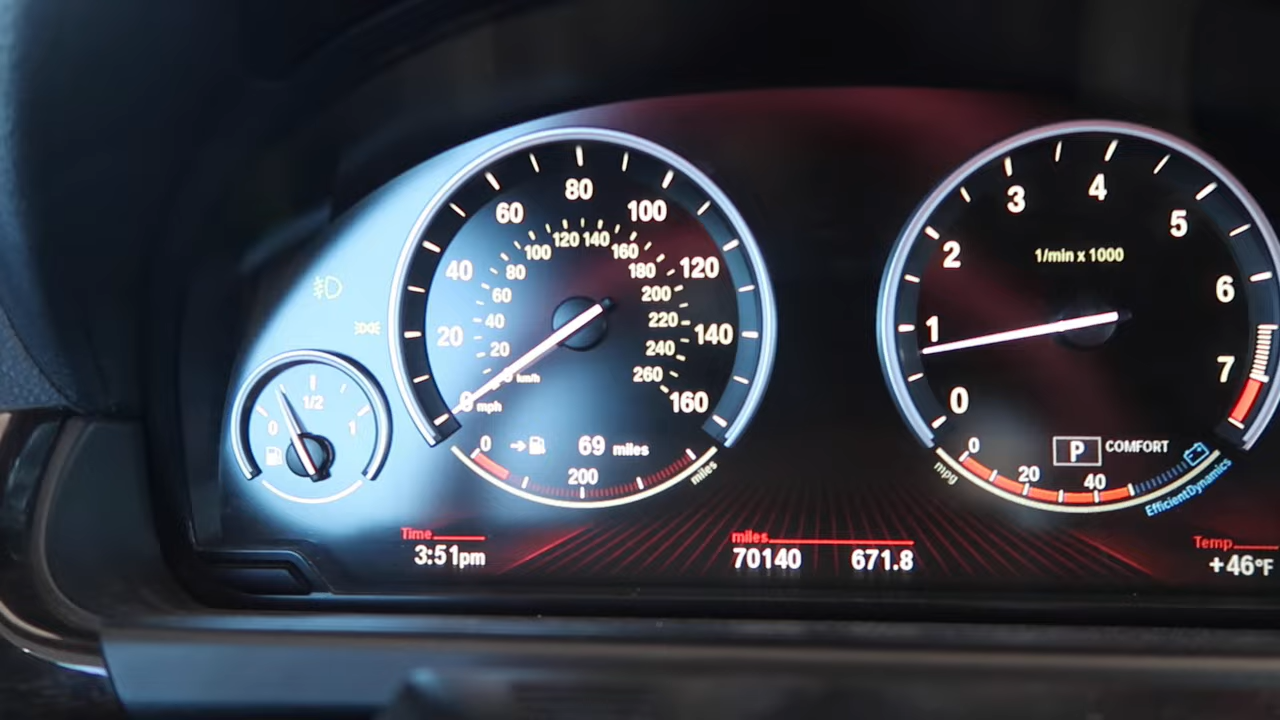 80
60
100
120 140
100
160
40
80
180
120
60
200
20
40
220
140
20
240
km/h
260
0 mph
160
0
69 miles
200
miles
1/2
0
1
3
4
5
2
1/min x 1000
6
1
7
0
P
COMFORT
0
20
40
mpg
EfficientDynamics
Time
3:51pm
miles
70140 671.8
Temp
+46°F